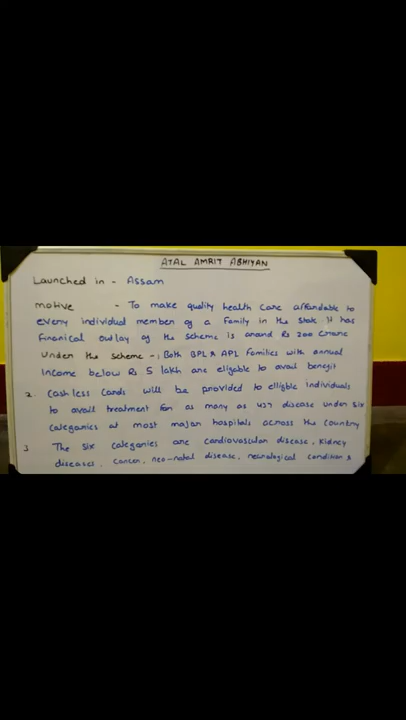 ATAL AMRIT ABHIYAN
Launched in - Assam
motive - To make quality health care affordable to
every individual member of a family in the state It has
financial outlay of the scheme is around Rs 200 crore
Under the scheme - 1 Both BPL & APL Families with annual
income below Rs 5 lakh are eligable to avail benefit
2. Cashless cards will be provided to elligble individuals
to avail treatment for as many as 437 disease under six
categories at most major hospitals across the country
3 The six categories are cardiovascular disease, Kidney
diseases, cancer, neo-natal disease, neurological conditions